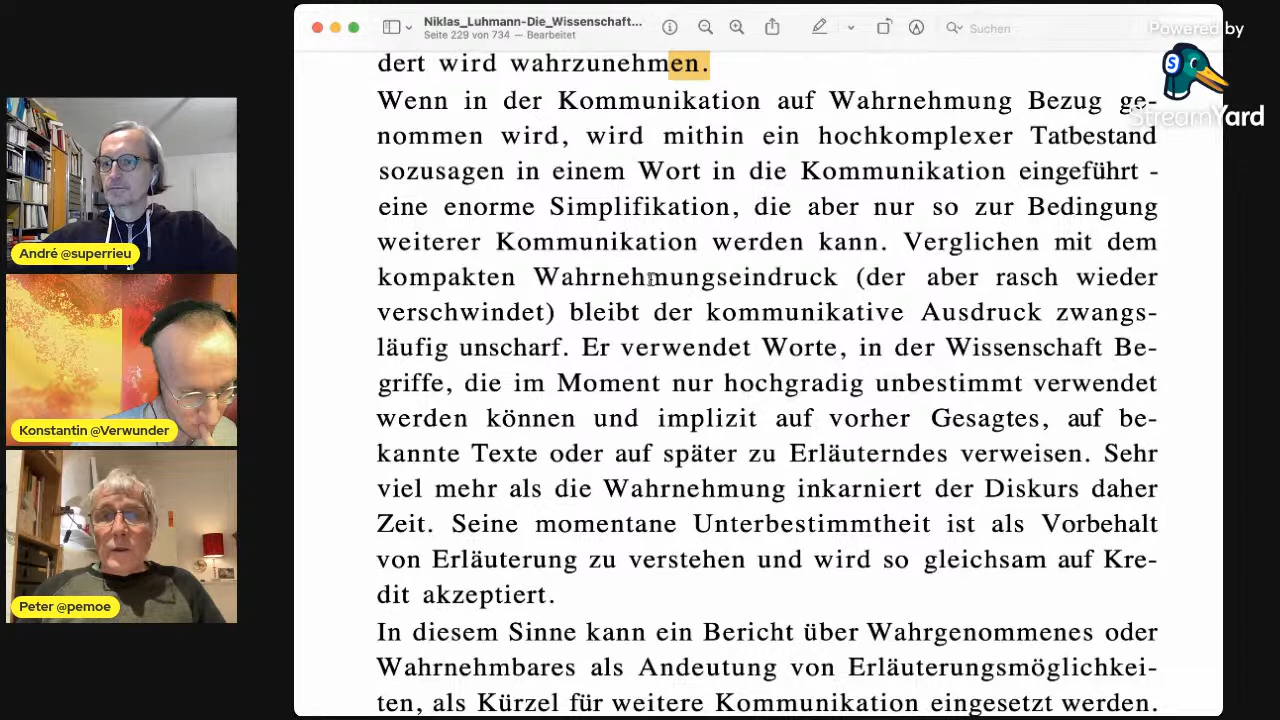 Niklas_Luhmann-Die_Wissenschaft...
Seite 229 von 734 — Bearbeitet
Suchen
Powered by
StreamYard
dert wird wahrzunehmen.
Wenn in der Kommunikation auf Wahrnehmung Bezug ge-
nommen wird, wird mithin ein hochkomplexer Tatbestand
sozusagen in einem Wort in die Kommunikation eingeführt -
eine enorme Simplifikation, die aber nur so zur Bedingung
weiterer Kommunikation werden kann. Verglichen mit dem
kompakten Wahrnehmungseindruck (der aber rasch wieder
verschwindet) bleibt der kommunikative Ausdruck zwangs-
läufig unscharf. Er verwendet Worte, in der Wissenschaft Be-
griffe, die im Moment nur hochgradig unbestimmt verwendet
werden können und implizit auf vorher Gesagtes, auf be-
kannte Texte oder auf später zu Erläuterndes verweisen. Sehr
viel mehr als die Wahrnehmung inkarniert der Diskurs daher
Zeit. Seine momentane Unterbestimmtheit ist als Vorbehalt
von Erläuterung zu verstehen und wird so gleichsam auf Kre-
dit akzeptiert.
In diesem Sinne kann ein Bericht über Wahrgenommenes oder
Wahrnehmbares als Andeutung von Erläuterungsmöglichkei-
ten, als Kürzel für weitere Kommunikation eingesetzt werden.
André @superrieu
Konstantin @Verwunder
Peter @pemoe